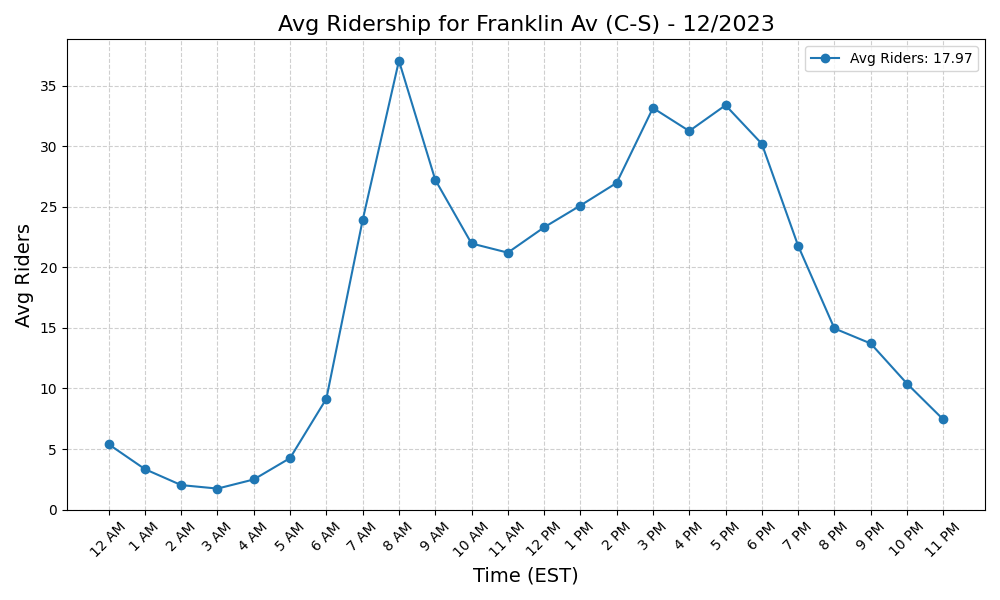 Avg Ridership for Franklin Av (C-S) - 12/2023
Avg Riders: 17.97
Avg Riders
35
30
25
20
15
10
5
0
12 AM
1 AM
2 AM
3 AM
4 AM
5 AM
6 AM
7 AM
8 AM
9 AM
10 AM
11 AM
12 PM
1 PM
2 PM
3 PM
4 PM
5 PM
6 PM
7 PM
8 PM
9 PM
10 PM
11 PM
Time (EST)